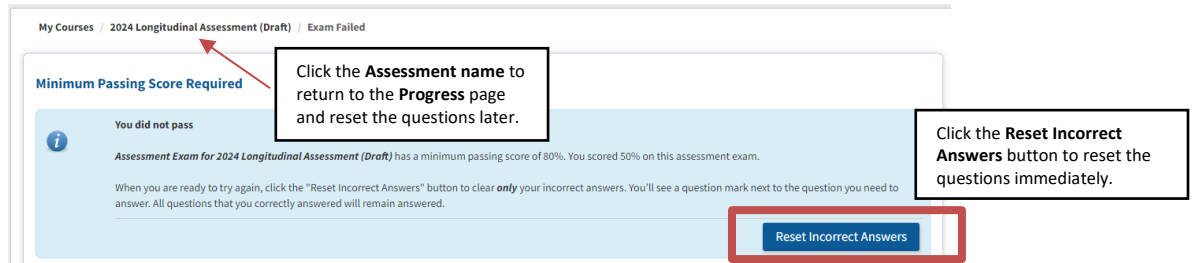 My Courses / 2024 Longitudinal Assessment (Draft) / Exam Failed
Click the Assessment name to
return to the Progress page
and reset the questions later.
Minimum Passing Score Required
You did not pass
Assessment Exam for 2024 Longitudinal Assessment (Draft) has a minimum passing score of 80%. You scored 50% on this assessment exam.
When you are ready to try again, click the "Reset Incorrect Answers" button to clear only your incorrect answers. You'll see a question mark next to the question you need to
answer. All questions that you correctly answered will remain answered.
Click the Reset Incorrect
Answers button to reset the
questions immediately.
Reset Incorrect Answers